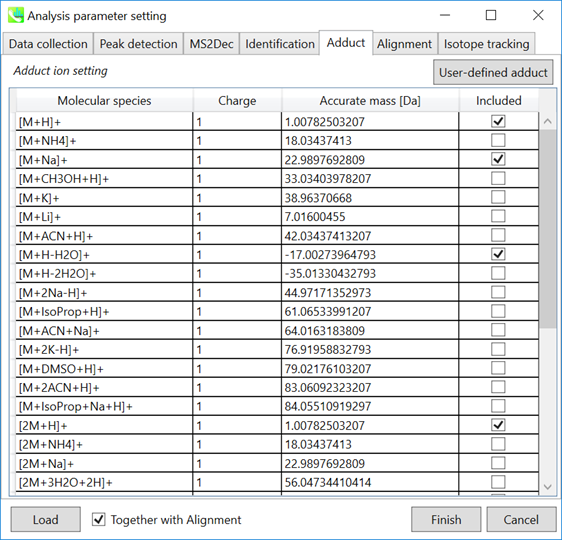 Analysis parameter setting
Data collection Peak detection MS2Dec Identification Adduct Alignment Isotope tracking
Adduct ion setting User-defined adduct
Molecular species Charge Accurate mass [Da] Included
[M+H]+ 1 1.00782503207
[M+NH4]+ 1 18.03437413
[M+Na]+ 1 22.9897692809
[M+CH3OH+H]+ 1 33.03403978207
[M+K]+ 1 38.96370668
[M+Li]+ 1 7.01600455
[M+ACN+H]+ 1 42.03437413207
[M+H-H2O]+ 1 -17.00273964793
[M+H-2H2O]+ 1 -35.01330432793
[M+2Na-H]+ 1 44.97171352973
[M+IsoProp+H]+ 1 61.06533991207
[M+ACN+Na]+ 1 64.0163183809
[M+2K-H]+ 1 76.91958832793
[M+DMSO+H]+ 1 79.02176103207
[M+2ACN+H]+ 1 83.06092323207
[M+IsoProp+Na+H]+ 1 84.05510919297
[2M+H]+ 1 1.00782503207
[2M+NH4]+ 1 18.03437413
[2M+Na]+ 1 22.9897692809
[2M+3H2O+2H]+ 1 56.04734410414
Load Together with Alignment Finish Cancel